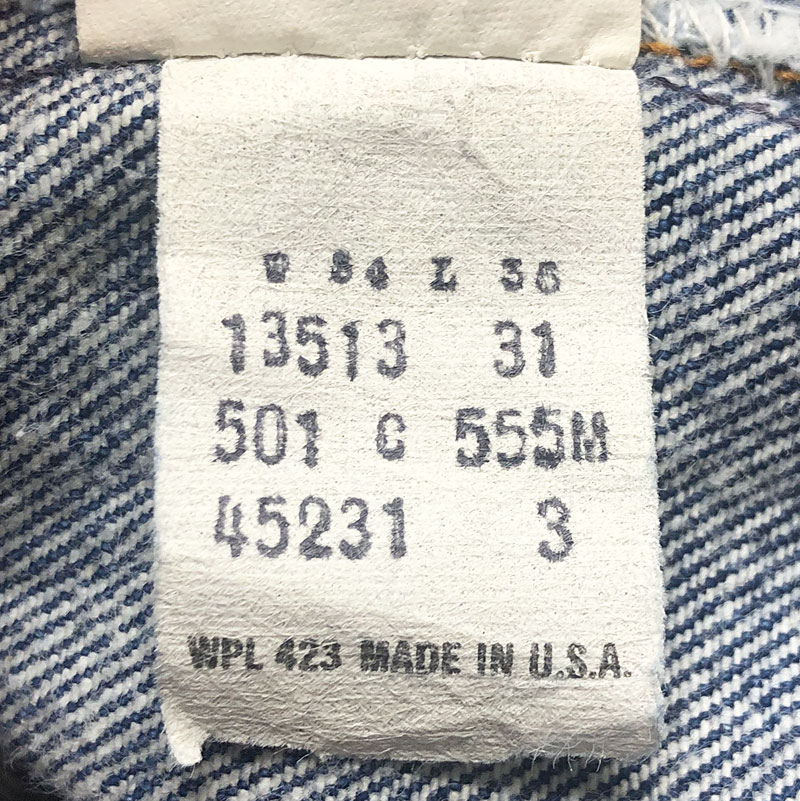 W 34 L 36
13513 31
501 C 555M
45231 3
WPL 423 MADE IN U.S.A.